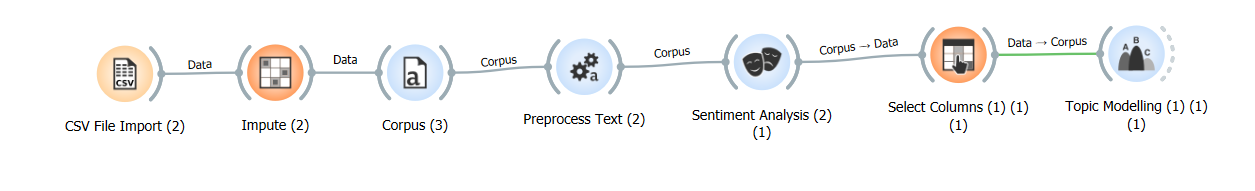 Data
Data
Corpus
Corpus
Corpus → Data
Data → Corpus
CSV
a
a
A B C
CSV File Import (2)
Impute (2)
Corpus (3)
Preprocess Text (2)
Sentiment Analysis (2)
(1)
Select Columns (1) (1)
(1)
Topic Modelling (1) (1)
(1)